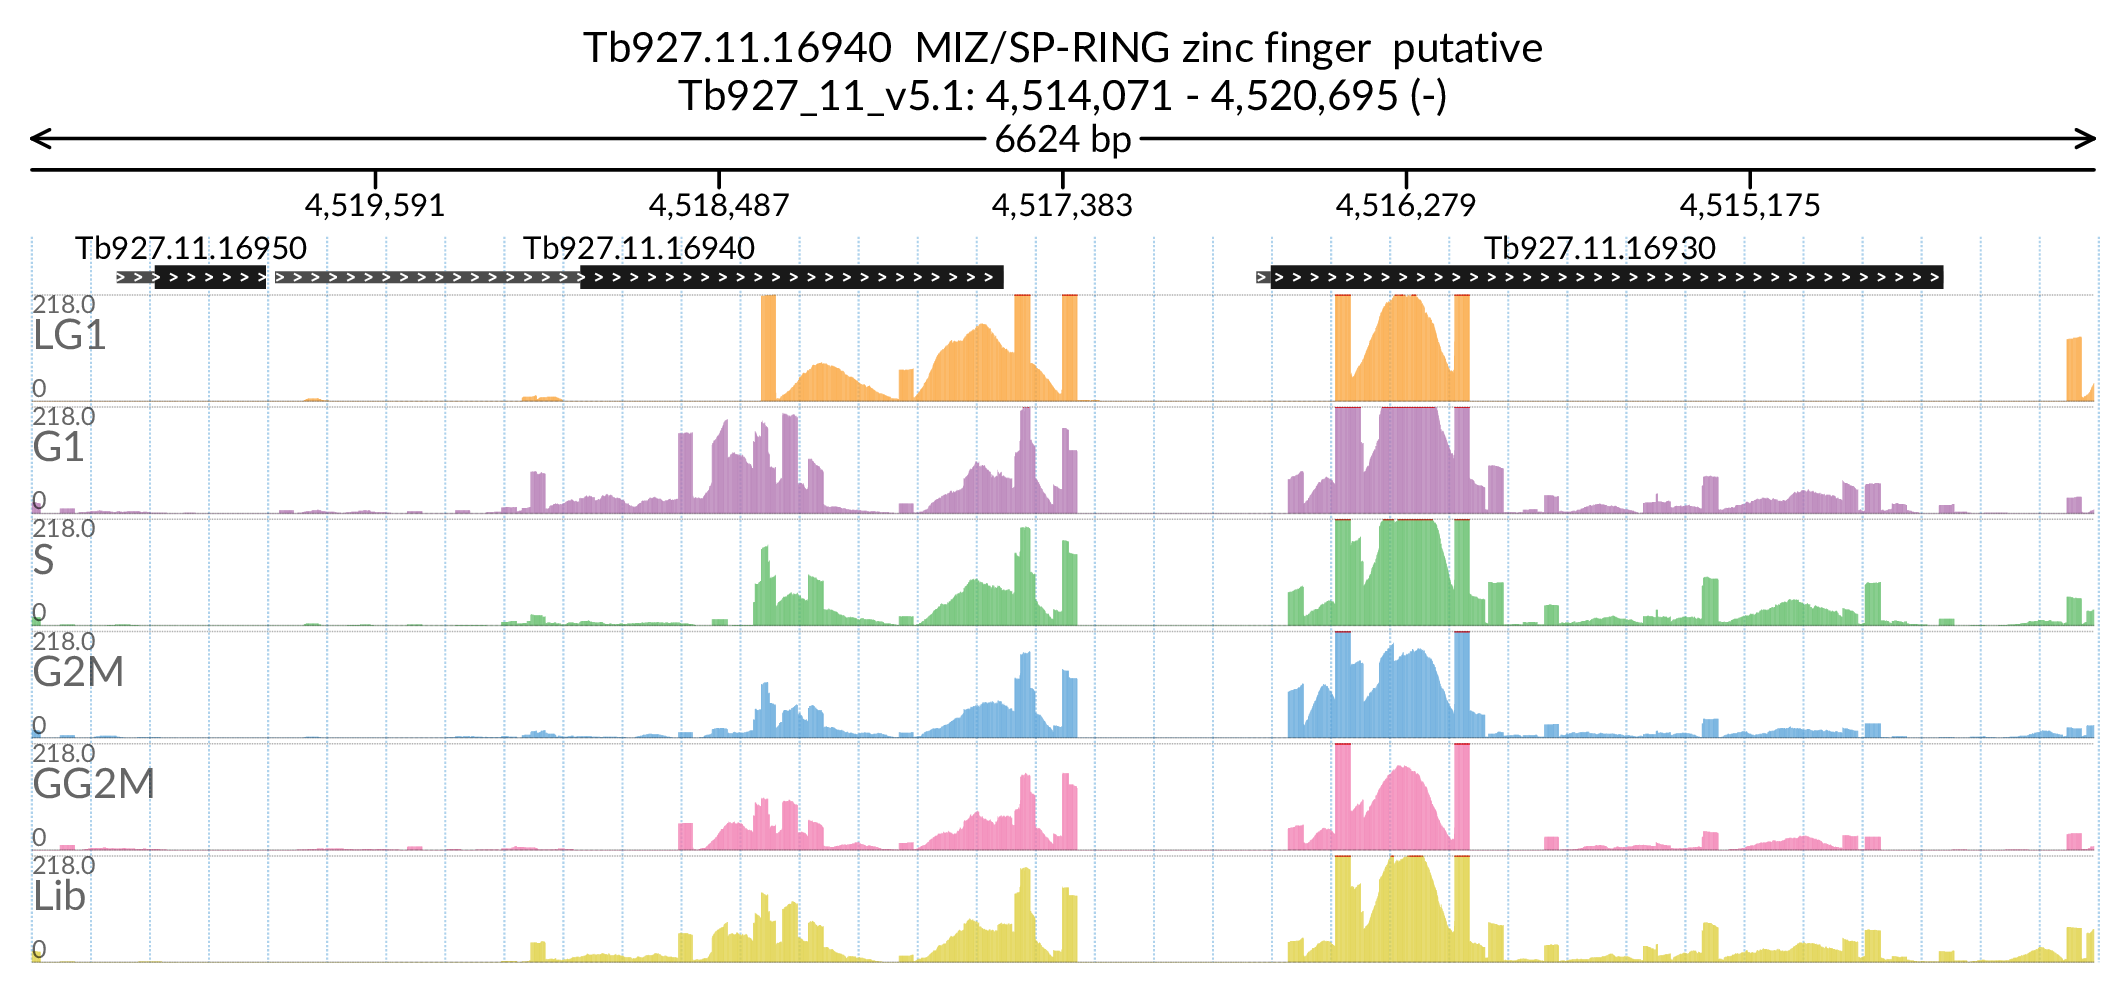 Tb927.11.16940  MIZ/SP-RING zinc finger  putative
Tb927_11_v5.1: 4,514,071 - 4,520,695 (-)
6624 bp
4,519,591 4,518,487 4,517,383 4,516,279 4,515,175
Tb927.11.16950 Tb927.11.16940 Tb927.11.16930
218.0
LG1
0
218.0
G1
0
218.0
S
0
218.0
G2M
0
218.0
GG2M
0
218.0
Lib
0